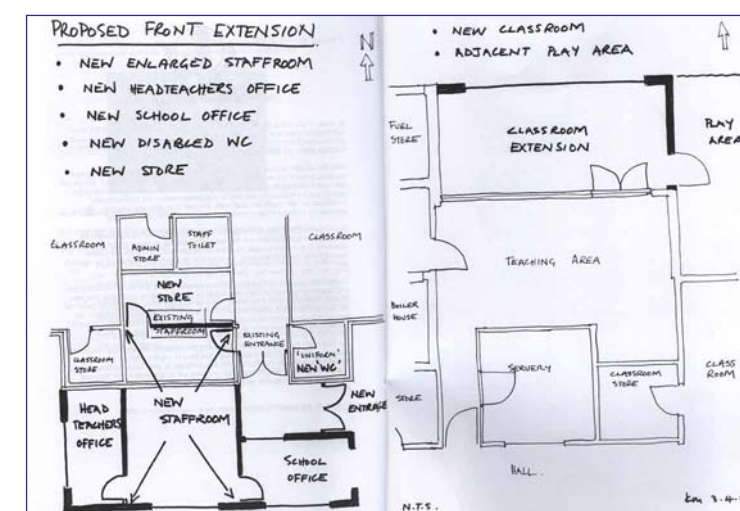 PROPOSED FRONT EXTENSION.
• NEW ENLARGED STAFFROOM
• NEW HEADTEACHERS OFFICE
• NEW SCHOOL OFFICE
• NEW DISABLED WC
• NEW STORE
N
CLASSROOM
ADMIN
STORE
STAFF
TOILET
CLASSROOM
NEW
STORE
EXISTING
STAFFROOM
EXISTING
ENTRANCE
CLASSROOM
STORE
'UNIFORM'
NEW WC
HEAD
TEACHERS
OFFICE
NEW
STAFFROOM
NEW
ENTRANCE
SCHOOL
OFFICE
• NEW CLASSROOM
• ADJACENT PLAY AREA
FUEL
STORE
CLASSROOM
EXTENSION
PLAY
AREA
TEACHING AREA
BOILER
HOUSE
SERVERY
CLASSROOM
STORE
CLASS
ROOM
STORE
HALL.
N.T.S.
km 3.4.